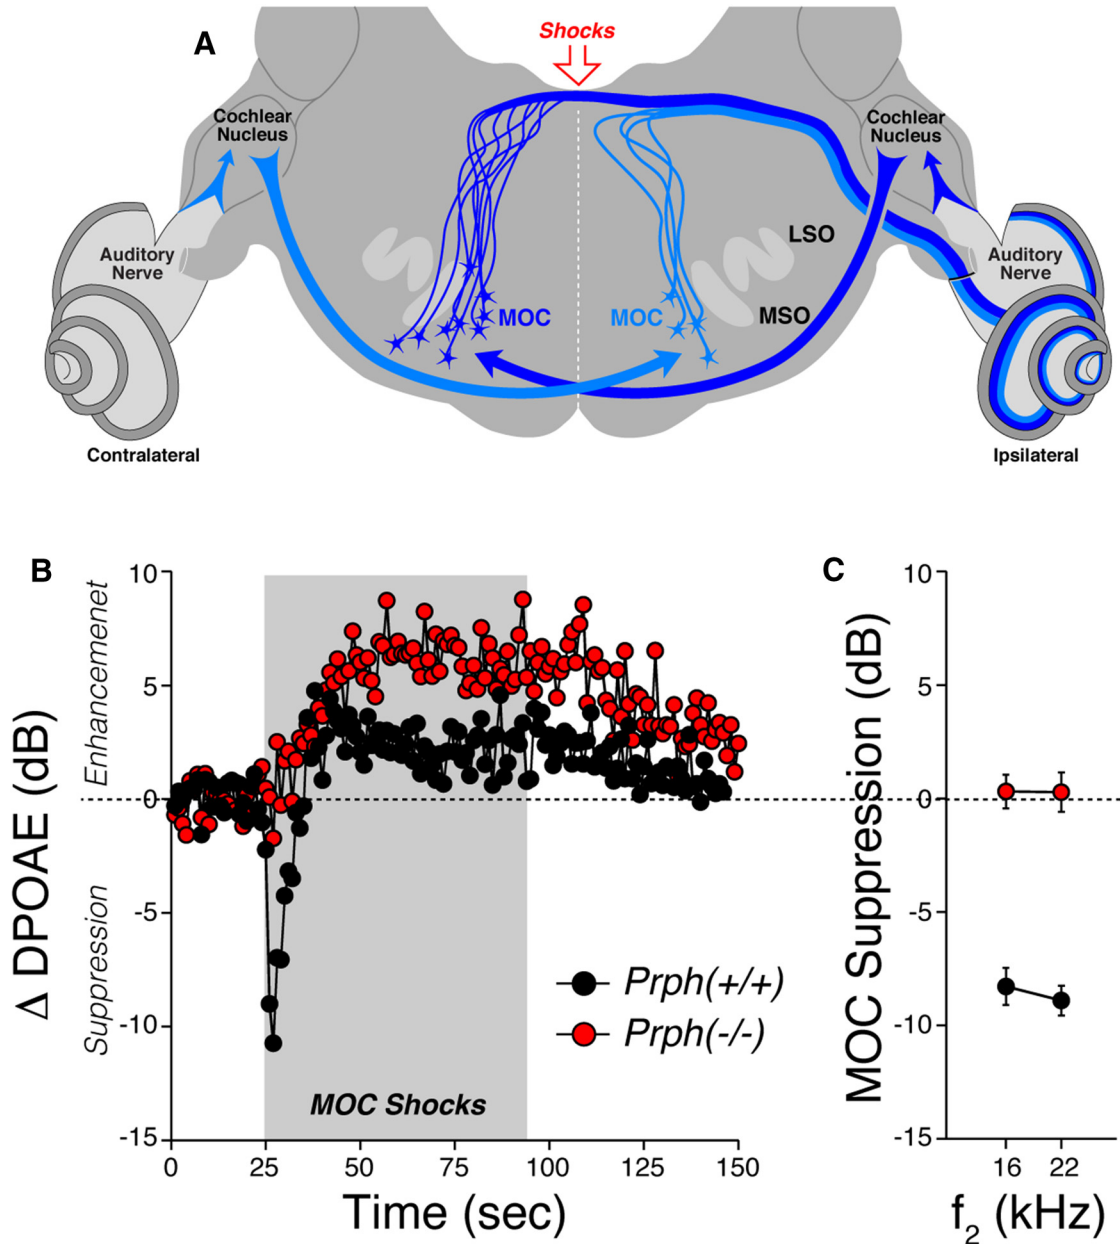 A
Shocks
Cochlear
Nucleus
Cochlear
Nucleus
Auditory
Nerve
LSO
Auditory
Nerve
MOC
MOC
MSO
Contralateral
Ipsilateral
B
Δ DPOAE (dB)
Enhancemenet
Suppression
10
5
0
-5
-10
-15
Prph(+/+)
Prph(-/-)
MOC Shocks
0
25
50
75
100
125
150
Time (sec)
C
MOC Suppression (dB)
10
5
0
-5
-10
-15
16
22
f2 (kHz)